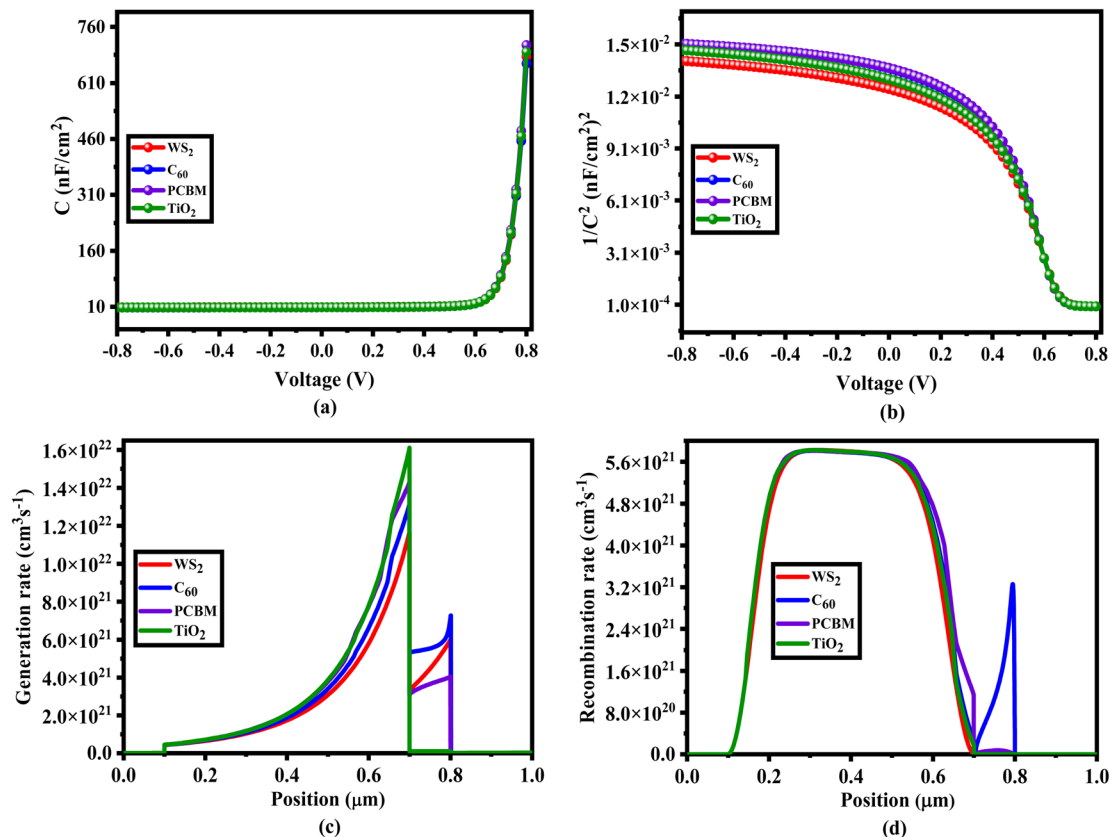 760
610
460
310
160
10
C (nF/cm²)
WS₂
C₆₀
PCBM
TiO₂
-0.8 -0.6 -0.4 -0.2 0.0 0.2 0.4 0.6 0.8
Voltage (V)
(a)
1.5×10⁻²
1.2×10⁻²
9.1×10⁻³
6.1×10⁻³
3.1×10⁻³
1.0×10⁻⁴
1/C² (nF/cm²)²
WS₂
C₆₀
PCBM
TiO₂
-0.8 -0.6 -0.4 -0.2 0.0 0.2 0.4 0.6 0.8
Voltage (V)
(b)
1.6×10²²
1.4×10²²
1.2×10²²
1.0×10²²
8.0×10²¹
6.0×10²¹
4.0×10²¹
2.0×10²¹
0.0
Generation rate (cm³s⁻¹)
WS₂
C₆₀
PCBM
TiO₂
0.0 0.2 0.4 0.6 0.8 1.0
Position (μm)
(c)
5.6×10²¹
4.8×10²¹
4.0×10²¹
3.2×10²¹
2.4×10²¹
1.6×10²¹
8.0×10²⁰
0.0
Recombination rate (cm³s⁻¹)
WS₂
C₆₀
PCBM
TiO₂
0.0 0.2 0.4 0.6 0.8 1.0
Position (μm)
(d)